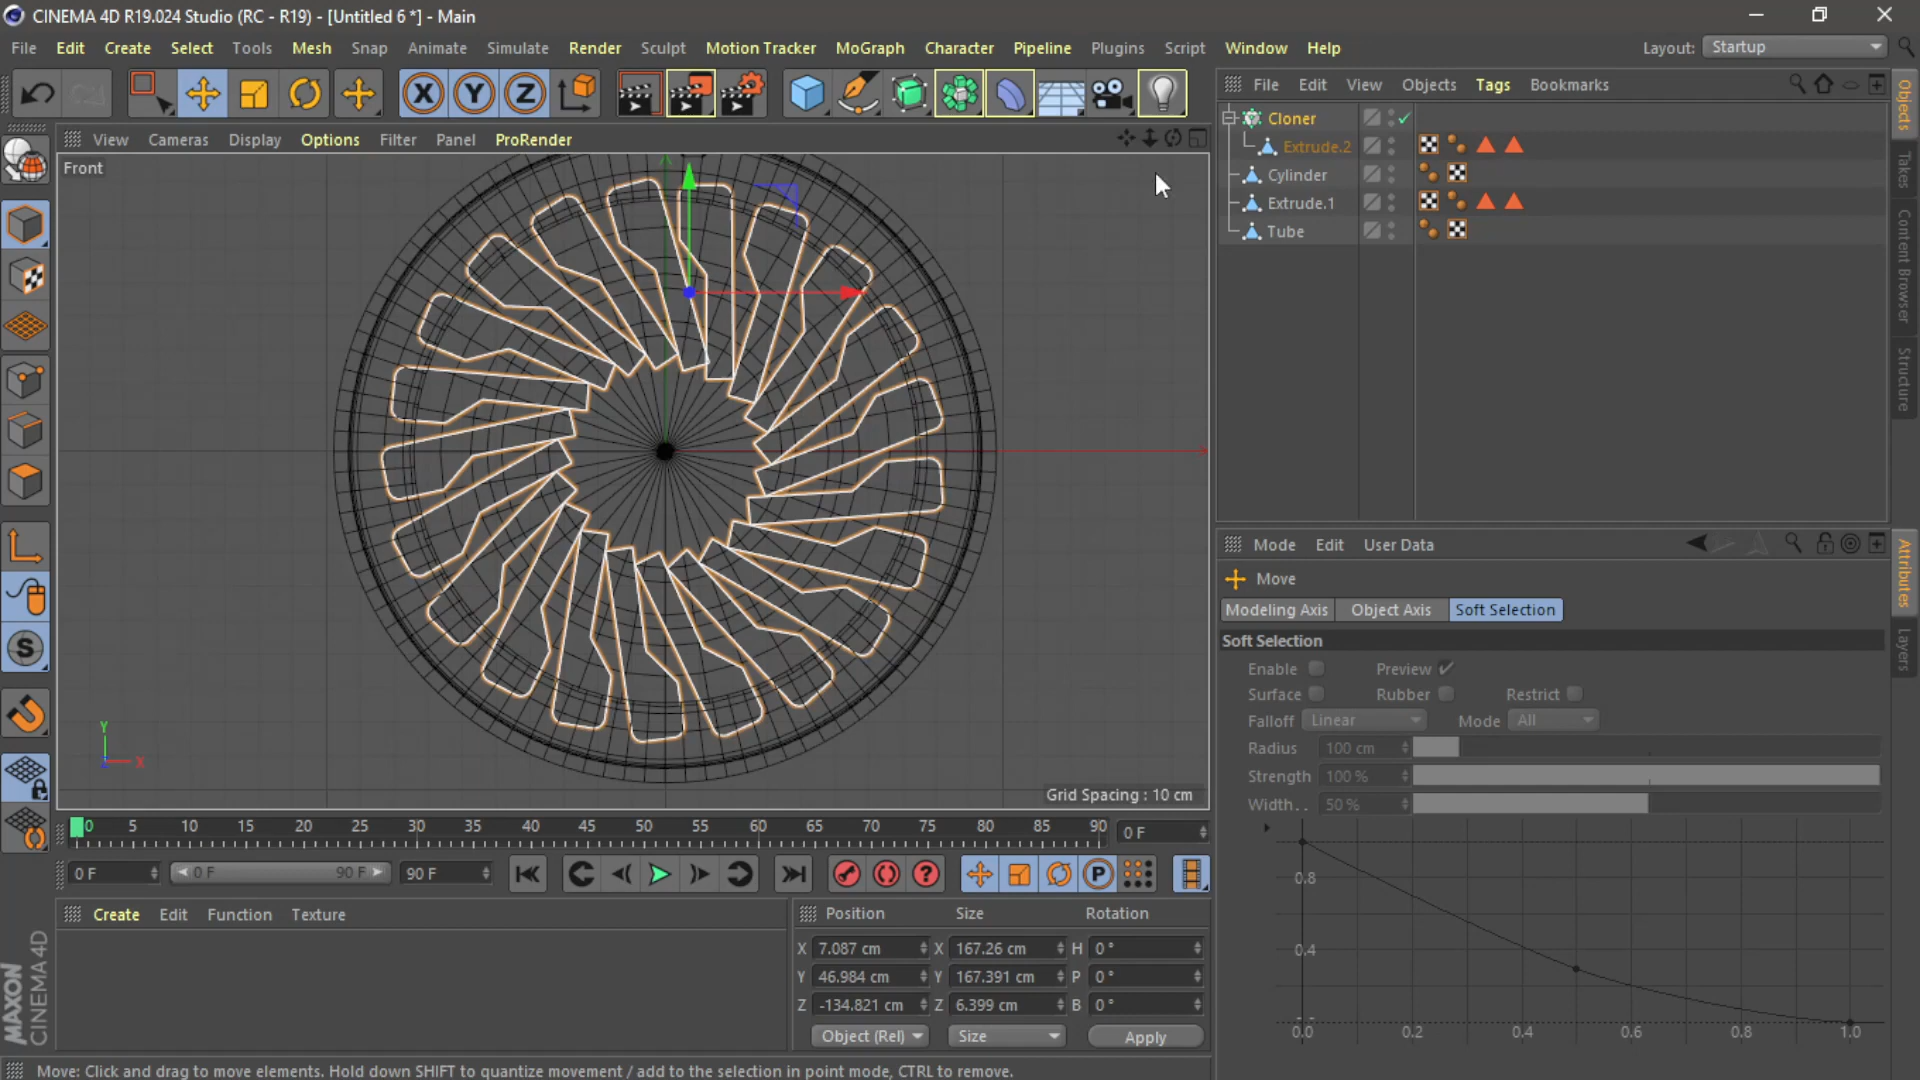 CINEMA 4D R19.024 Studio (RC - R19) - [Untitled 6 *] - Main
File Edit Create Select Tools Mesh Snap Animate Simulate Render Sculpt Motion Tracker MoGraph Character Pipeline Plugins Script Window Help Layout: Startup
X Y Z
File Edit View Objects Tags Bookmarks
View Cameras Display Options Filter Panel ProRender
Front
Cloner
Extrude.2
Cylinder
Extrude.1
Tube
Objects
Takes
Content Browser
Structure
Mode Edit User Data
Move
Modeling Axis Object Axis Soft Selection
Soft Selection
Enable Preview
Surface Rubber Restrict
Falloff Linear Mode All
Radius 100 cm
Strength 100 %
Width . . 50 %
0.8
0.4
0.0 0.2 0.4 0.6 0.8 1.0
Attributes
Layers
S
Y
X
Z
Grid Spacing : 10 cm
0 5 10 15 20 25 30 35 40 45 50 55 60 65 70 75 80 85 90 0 F
0 F 0 F 90 F 90 F ? P
Create Edit Function Texture
Position Size Rotation
X 7.087 cm X 167.26 cm H 0 °
Y 46.984 cm Y 167.391 cm P 0 °
Z -134.821 cm Z 6.399 cm B 0 °
Object (Rel) Size Apply
MAXON
CINEMA 4D
Move: Click and drag to move elements. Hold down SHIFT to quantize movement / add to the selection in point mode, CTRL to remove.